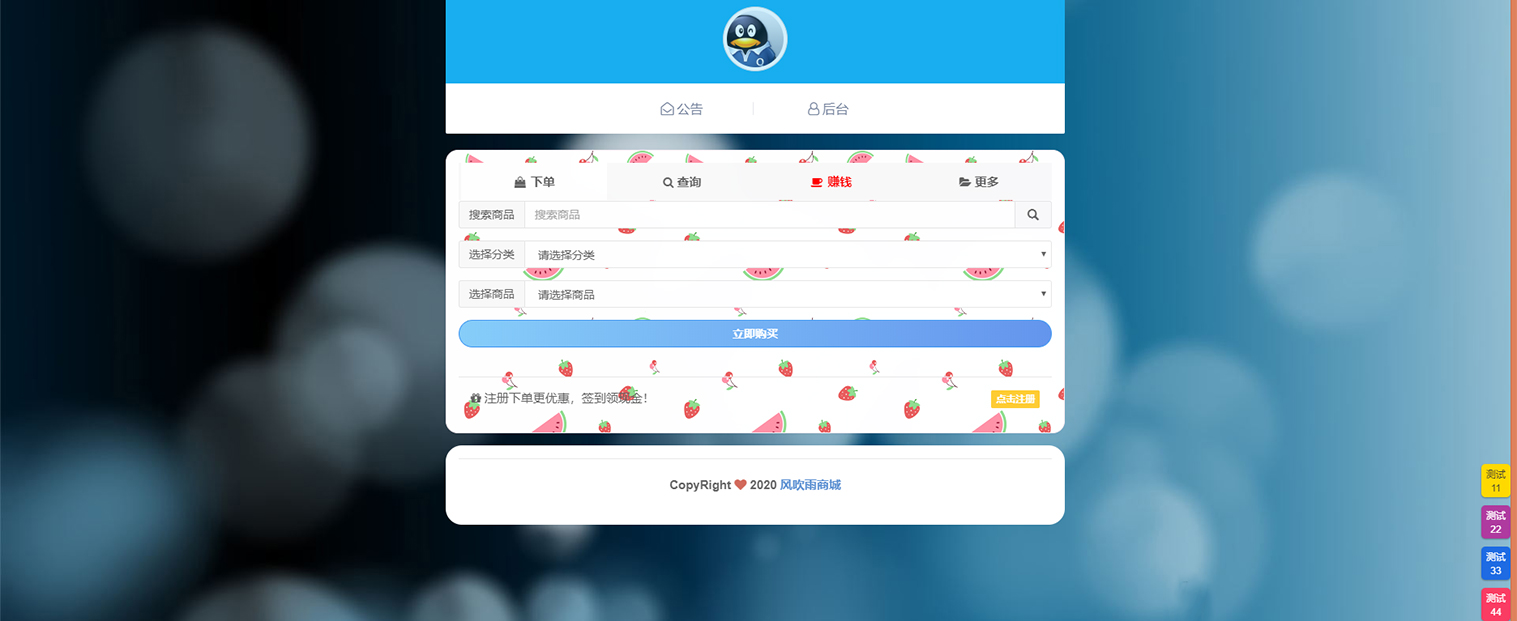 公告
后台
下单
查询
赚钱
更多
搜索商品 搜索商品
选择分类 请选择分类
选择商品 请选择商品
立即购买
注册下单更优惠，签到领现金!
点击注册
CopyRight 2020 风吹雨商城
测试
11
测试
22
测试
33
测试
44